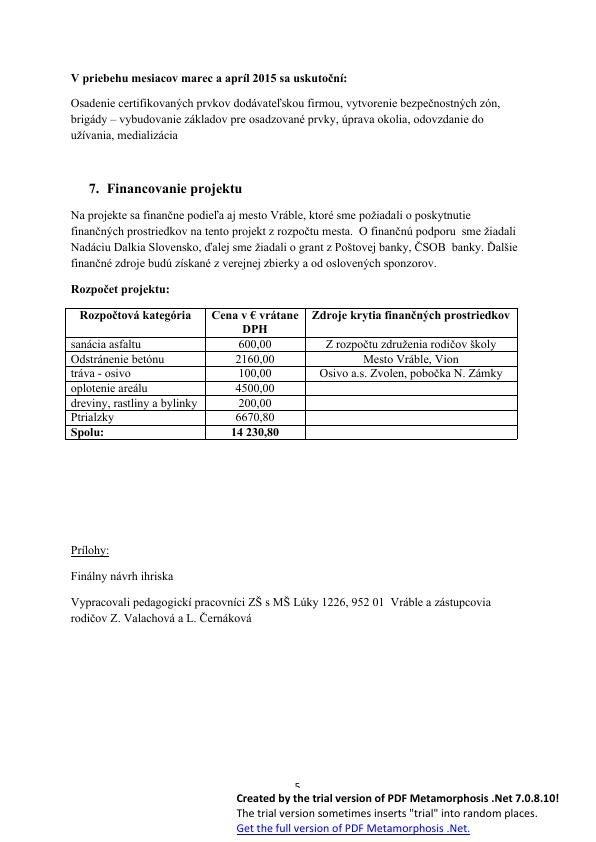 V priebehu mesiacov marec a apríl 2015 sa uskutoční:
Osadenie certifikovaných prvkov dodávateľskou firmou, vytvorenie bezpečnostných zón,
brigády – vybudovanie základov pre osadzované prvky, úprava okolia, odovzdanie do
užívania, medializácia
7. Financovanie projektu
Na projekte sa finančne podieľa aj mesto Vráble, ktoré sme požiadali o poskytnutie
finančných prostriedkov na tento projekt z rozpočtu mesta. O finančnú podporu sme žiadali
Nadáciu Dalkia Slovensko, ďalej sme žiadali o grant z Poštovej banky, ČSOB banky. Ďalšie
finančné zdroje budú získané z verejnej zbierky a od oslovených sponzorov.
Rozpočet projektu:
Rozpočtová kategória Cena v € vrátane DPH Zdroje krytia finančných prostriedkov
sanácia asfaltu 600,00 Z rozpočtu združenia rodičov školy
Odstránenie betónu 2160,00 Mesto Vráble, Vion
tráva - osivo 100,00 Osivo a.s. Zvolen, pobočka N. Zámky
oplotenie areálu 4500,00
dreviny, rastliny a bylinky 200,00
Ptrialzky 6670,80
Spolu: 14 230,80
Prílohy:
Finálny návrh ihriska
Vypracovali pedagogickí pracovníci ZŠ s MŠ Lúky 1226, 952 01 Vráble a zástupcovia
rodičov Z. Valachová a L. Černáková
5
Created by the trial version of PDF Metamorphosis .Net 7.0.8.10!
The trial version sometimes inserts "trial" into random places.
Get the full version of PDF Metamorphosis .Net.